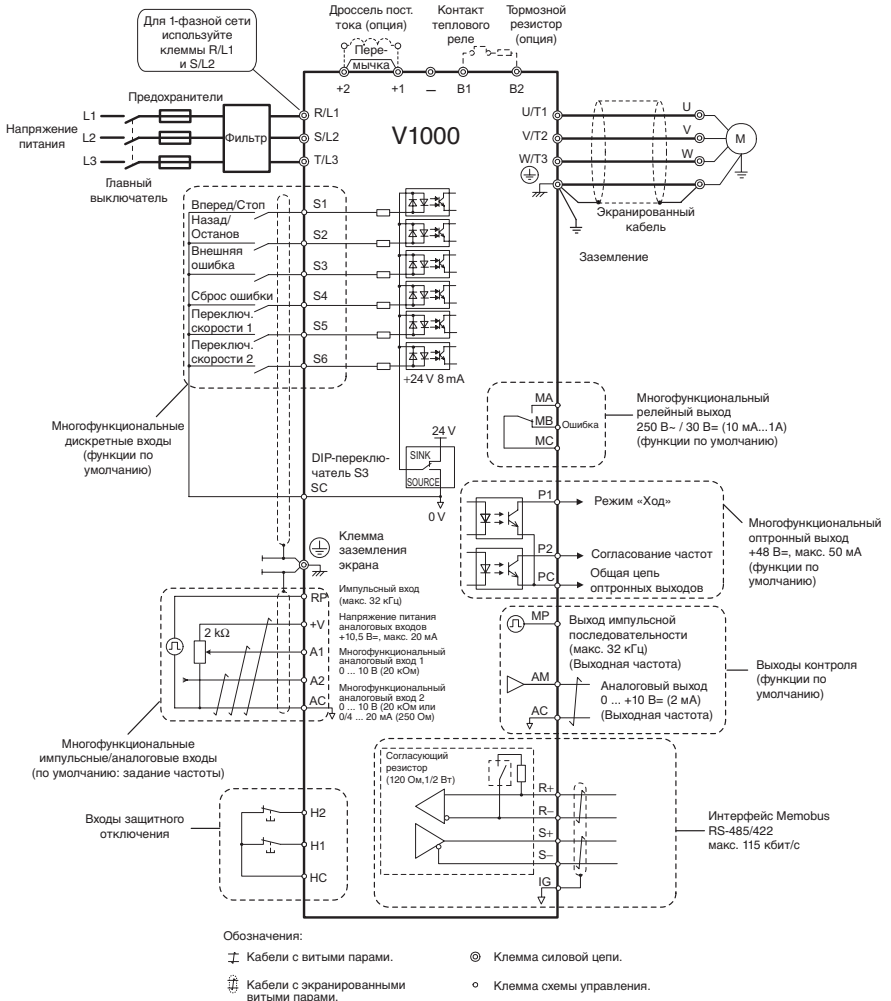 Для 1-фазной сети
используйте
клеммы R/L1
и S/L2
Дроссель пост.
тока (опция)
Контакт
теплового
реле
Тормозной
резистор
(опция)
Пере-
мычка
+2
+1
–
B1
B2
Напряжение
питания
L1
L2
L3
Предохранители
Фильтр
Главный
выключатель
R/L1
S/L2
T/L3
V1000
U/T1
V/T2
W/T3
U
V
W
M
Экранированный
кабель
Заземление
Вперед/Стоп
Назад/
Останов
Внешняя
ошибка
Сброс ошибки
Переключ.
скорости 1
Переключ.
скорости 2
S1
S2
S3
S4
S5
S6
+24 V 8 mA
Многофункциональные
дискретные входы
(функции по
умолчанию)
DIP-переклю-
чатель S3
SC
24 V
SINK
SOURCE
0 V
MA
MB
MC
Ошибка
Многофункциональный
релейный выход
250 В~ / 30 В= (10 мА...1А)
(функции по умолчанию)
P1
Режим «Ход»
P2
Согласование частот
PC
Общая цепь
оптронных выходов
Многофункциональный
оптронный выход
+48 В=, макс. 50 мА
(функции по
умолчанию)
Клемма
заземления
экрана
2 kΩ
RP
+V
A1
A2
AC
Импульсный вход
(макс. 32 кГц)
Напряжение питания
аналоговых входов
+10,5 В=, макс. 20 мА
Многофункциональный
аналоговый вход 1
0 ... 10 В (20 кОм)
Многофункциональный
аналоговый вход 2
0 ... 10 В (20 кОм или
0/4 ... 20 мА (250 Ом)
Многофункциональные
импульсные/аналоговые входы
(по умолчанию: задание частоты)
MP
Выход импульсной
последовательности
(макс. 32 кГц)
(Выходная частота)
AM
AC
Аналоговый выход
0 ... +10 В= (2 мА)
(Выходная частота)
Выходы контроля
(функции по
умолчанию)
Входы защитного
отключения
H2
H1
HC
Согласующий
резистор
(120 Ом,1/2 Вт)
R+
R–
S+
S–
IG
Интерфейс Memobus
RS-485/422
макс. 115 кбит/с
Обозначения:
Кабели с витыми парами.
Клемма силовой цепи.
Кабели с экранированными
витыми парами.
Клемма схемы управления.